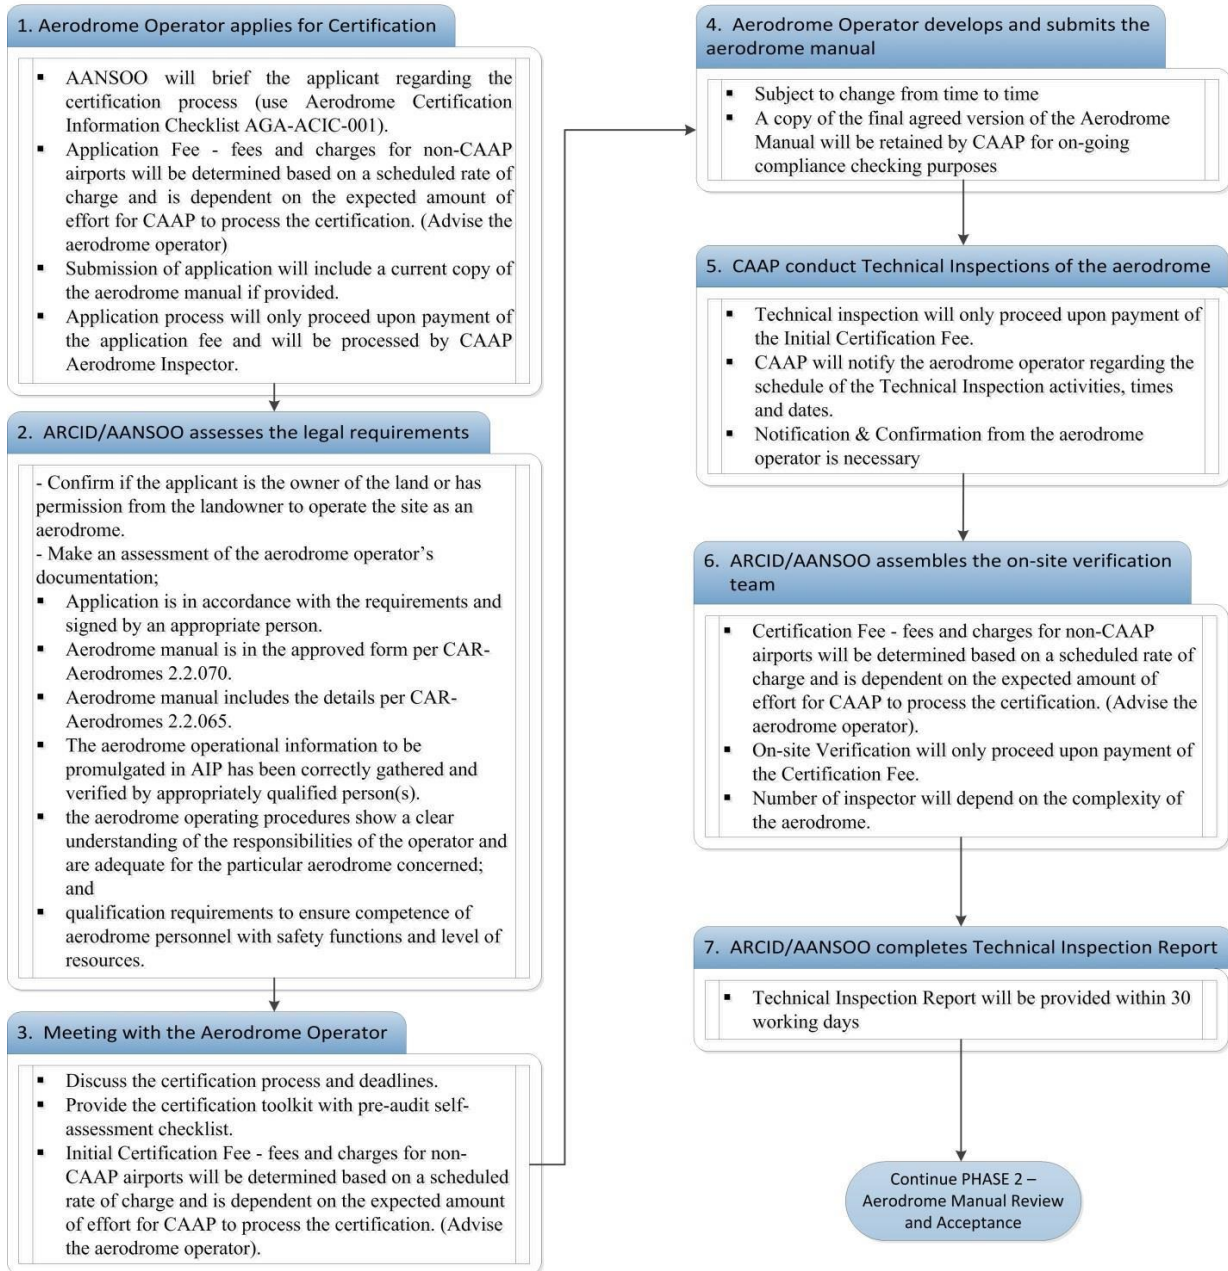 1. Aerodrome Operator applies for Certification
▪ AANSOO will brief the applicant regarding the
certification process (use Aerodrome Certification
Information Checklist AGA-ACIC-001).
▪ Application Fee - fees and charges for non-CAAP
airports will be determined based on a scheduled rate of
charge and is dependent on the expected amount of
effort for CAAP to process the certification. (Advise the
aerodrome operator)
▪ Submission of application will include a current copy of
the aerodrome manual if provided.
▪ Application process will only proceed upon payment of
the application fee and will be processed by CAAP
Aerodrome Inspector.
2. ARCID/AANSOO assesses the legal requirements
- Confirm if the applicant is the owner of the land or has
permission from the landowner to operate the site as an
aerodrome.
- Make an assessment of the aerodrome operator’s
documentation;
▪ Application is in accordance with the requirements and
signed by an appropriate person.
▪ Aerodrome manual is in the approved form per CAR-
Aerodromes 2.2.070.
▪ Aerodrome manual includes the details per CAR-
Aerodromes 2.2.065.
▪ The aerodrome operational information to be
promulgated in AIP has been correctly gathered and
verified by appropriately qualified person(s).
▪ the aerodrome operating procedures show a clear
understanding of the responsibilities of the operator and
are adequate for the particular aerodrome concerned;
and
▪ qualification requirements to ensure competence of
aerodrome personnel with safety functions and level of
resources.
3. Meeting with the Aerodrome Operator
▪ Discuss the certification process and deadlines.
▪ Provide the certification toolkit with pre-audit self-
assessment checklist.
▪ Initial Certification Fee - fees and charges for non-
CAAP airports will be determined based on a scheduled
rate of charge and is dependent on the expected amount
of effort for CAAP to process the certification. (Advise
the aerodrome operator).
4. Aerodrome Operator develops and submits the
aerodrome manual
▪ Subject to change from time to time
▪ A copy of the final agreed version of the Aerodrome
Manual will be retained by CAAP for on-going
compliance checking purposes
5. CAAP conduct Technical Inspections of the aerodrome
▪ Technical inspection will only proceed upon payment of
the Initial Certification Fee.
▪ CAAP will notify the aerodrome operator regarding the
schedule of the Technical Inspection activities, times
and dates.
▪ Notification & Confirmation from the aerodrome
operator is necessary
6. ARCID/AANSOO assembles the on-site verification
team
▪ Certification Fee - fees and charges for non-CAAP
airports will be determined based on a scheduled rate of
charge and is dependent on the expected amount of
effort for CAAP to process the certification. (Advise the
aerodrome operator).
▪ On-site Verification will only proceed upon payment of
the Certification Fee.
▪ Number of inspector will depend on the complexity of
the aerodrome.
7. ARCID/AANSOO completes Technical Inspection Report
▪ Technical Inspection Report will be provided within 30
working days
Continue PHASE 2 –
Aerodrome Manual Review
and Acceptance